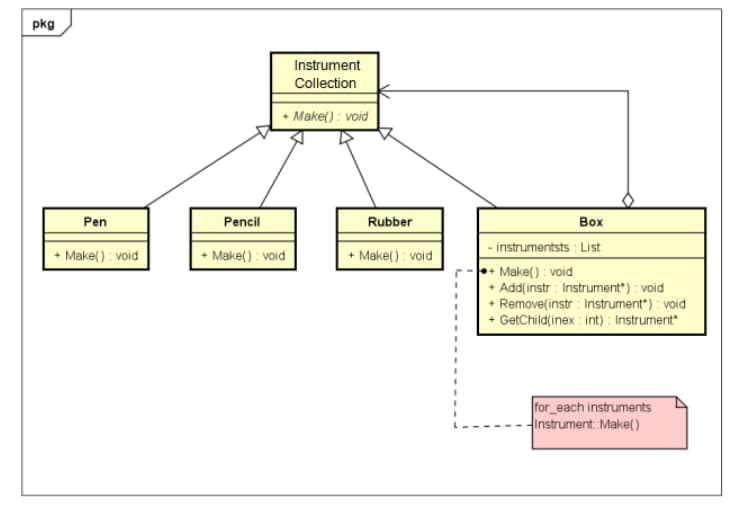 pkg
Instrument
Collection
+ Make() : void
Pen
+ Make() : void
Pencil
+ Make() : void
Rubber
+ Make() : void
Box
- instrumentsts : List
+ Make() : void
+ Add(instr : Instrument*) : void
+ Remove(instr : Instrument*) : void
+ GetChild(inex : int) : Instrument*
for_each instruments
Instrument::Make()